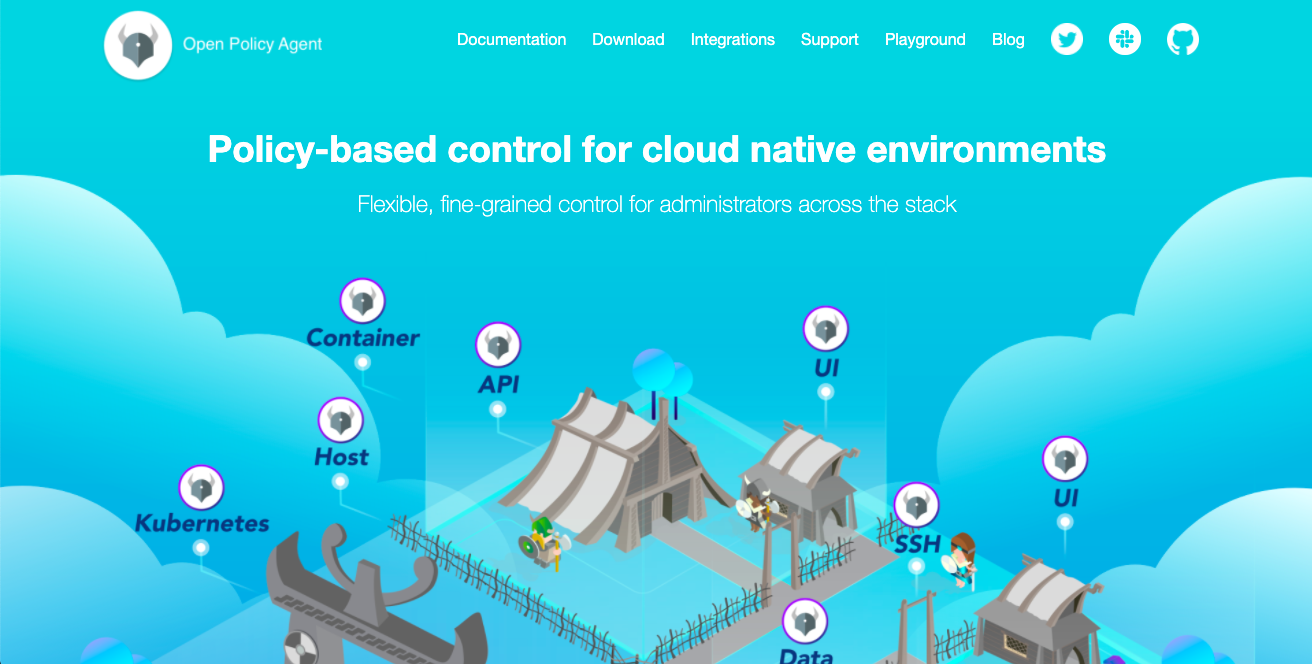 Open Policy Agent
Documentation Download Integrations Support Playground Blog
Policy-based control for cloud native environments
Flexible, fine-grained control for administrators across the stack
Container
API
UI
Host
UI
Kubernetes
SSH
Data